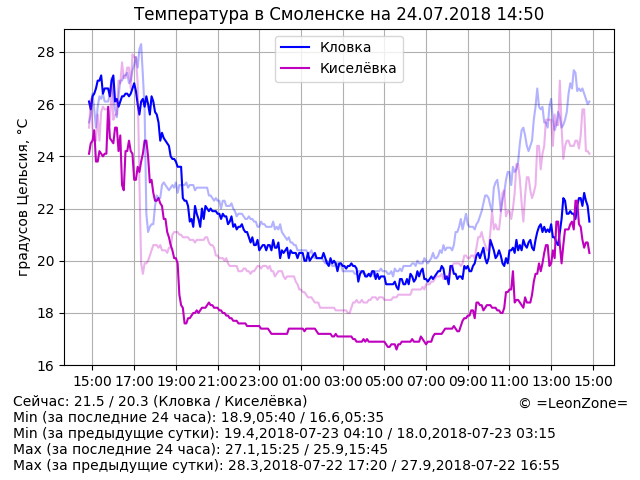 Температура в Смоленске на 24.07.2018 14:50
Кловка
Киселёвка
градусов Цельсия, °C
28
26
24
22
20
18
16
15:00 17:00 19:00 21:00 23:00 01:00 03:00 05:00 07:00 09:00 11:00 13:00 15:00
Сейчас: 21.5 / 20.3 (Кловка / Киселёвка)
© =LeonZone=
Min (за последние 24 часа): 18.9,05:40 / 16.6,05:35
Min (за предыдущие сутки): 19.4,2018-07-23 04:10 / 18.0,2018-07-23 03:15
Max (за последние 24 часа): 27.1,15:25 / 25.9,15:45
Max (за предыдущие сутки): 28.3,2018-07-22 17:20 / 27.9,2018-07-22 16:55